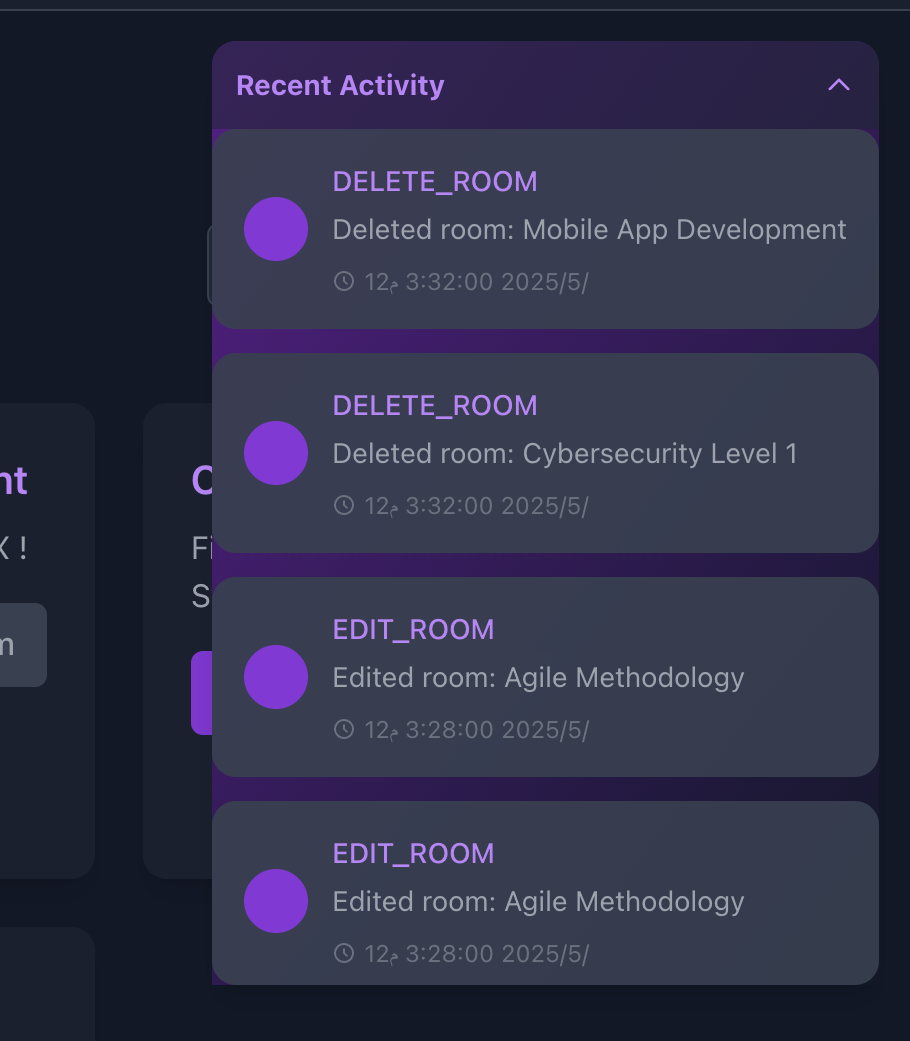 Recent Activity
DELETE_ROOM
Deleted room: Mobile App Development
12م 3:32:00 2025/5/
DELETE_ROOM
Deleted room: Cybersecurity Level 1
12م 3:32:00 2025/5/
EDIT_ROOM
Edited room: Agile Methodology
12م 3:28:00 2025/5/
EDIT_ROOM
Edited room: Agile Methodology
12م 3:28:00 2025/5/
nt
X !
m
Fi
S